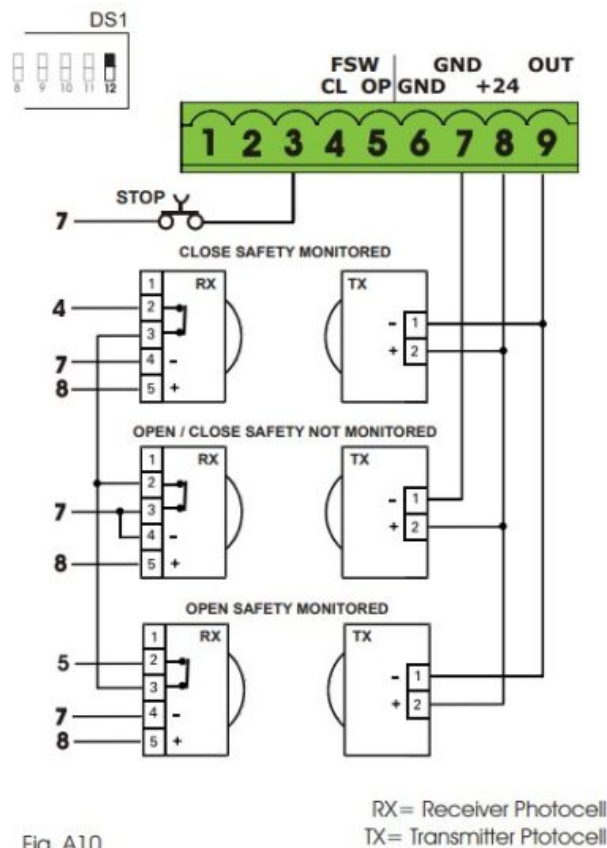 DS1
8 9 10 11 12
FSW GND OUT
CL OP GND +24
1 2 3 4 5 6 7 8 9
STOP
7
CLOSE SAFETY MONITORED
1 RX TX
4 2
3 - 1
7 4 - + 2
8 5 +
OPEN / CLOSE SAFETY NOT MONITORED
1 RX TX
2
7 3 - 1
4 - + 2
8 5 +
OPEN SAFETY MONITORED
1 RX TX
5 2
3 - 1
7 4 - + 2
8 5 +
RX= Receiver Photocell
Fig. A10 TX= Transmitter Ptotocell